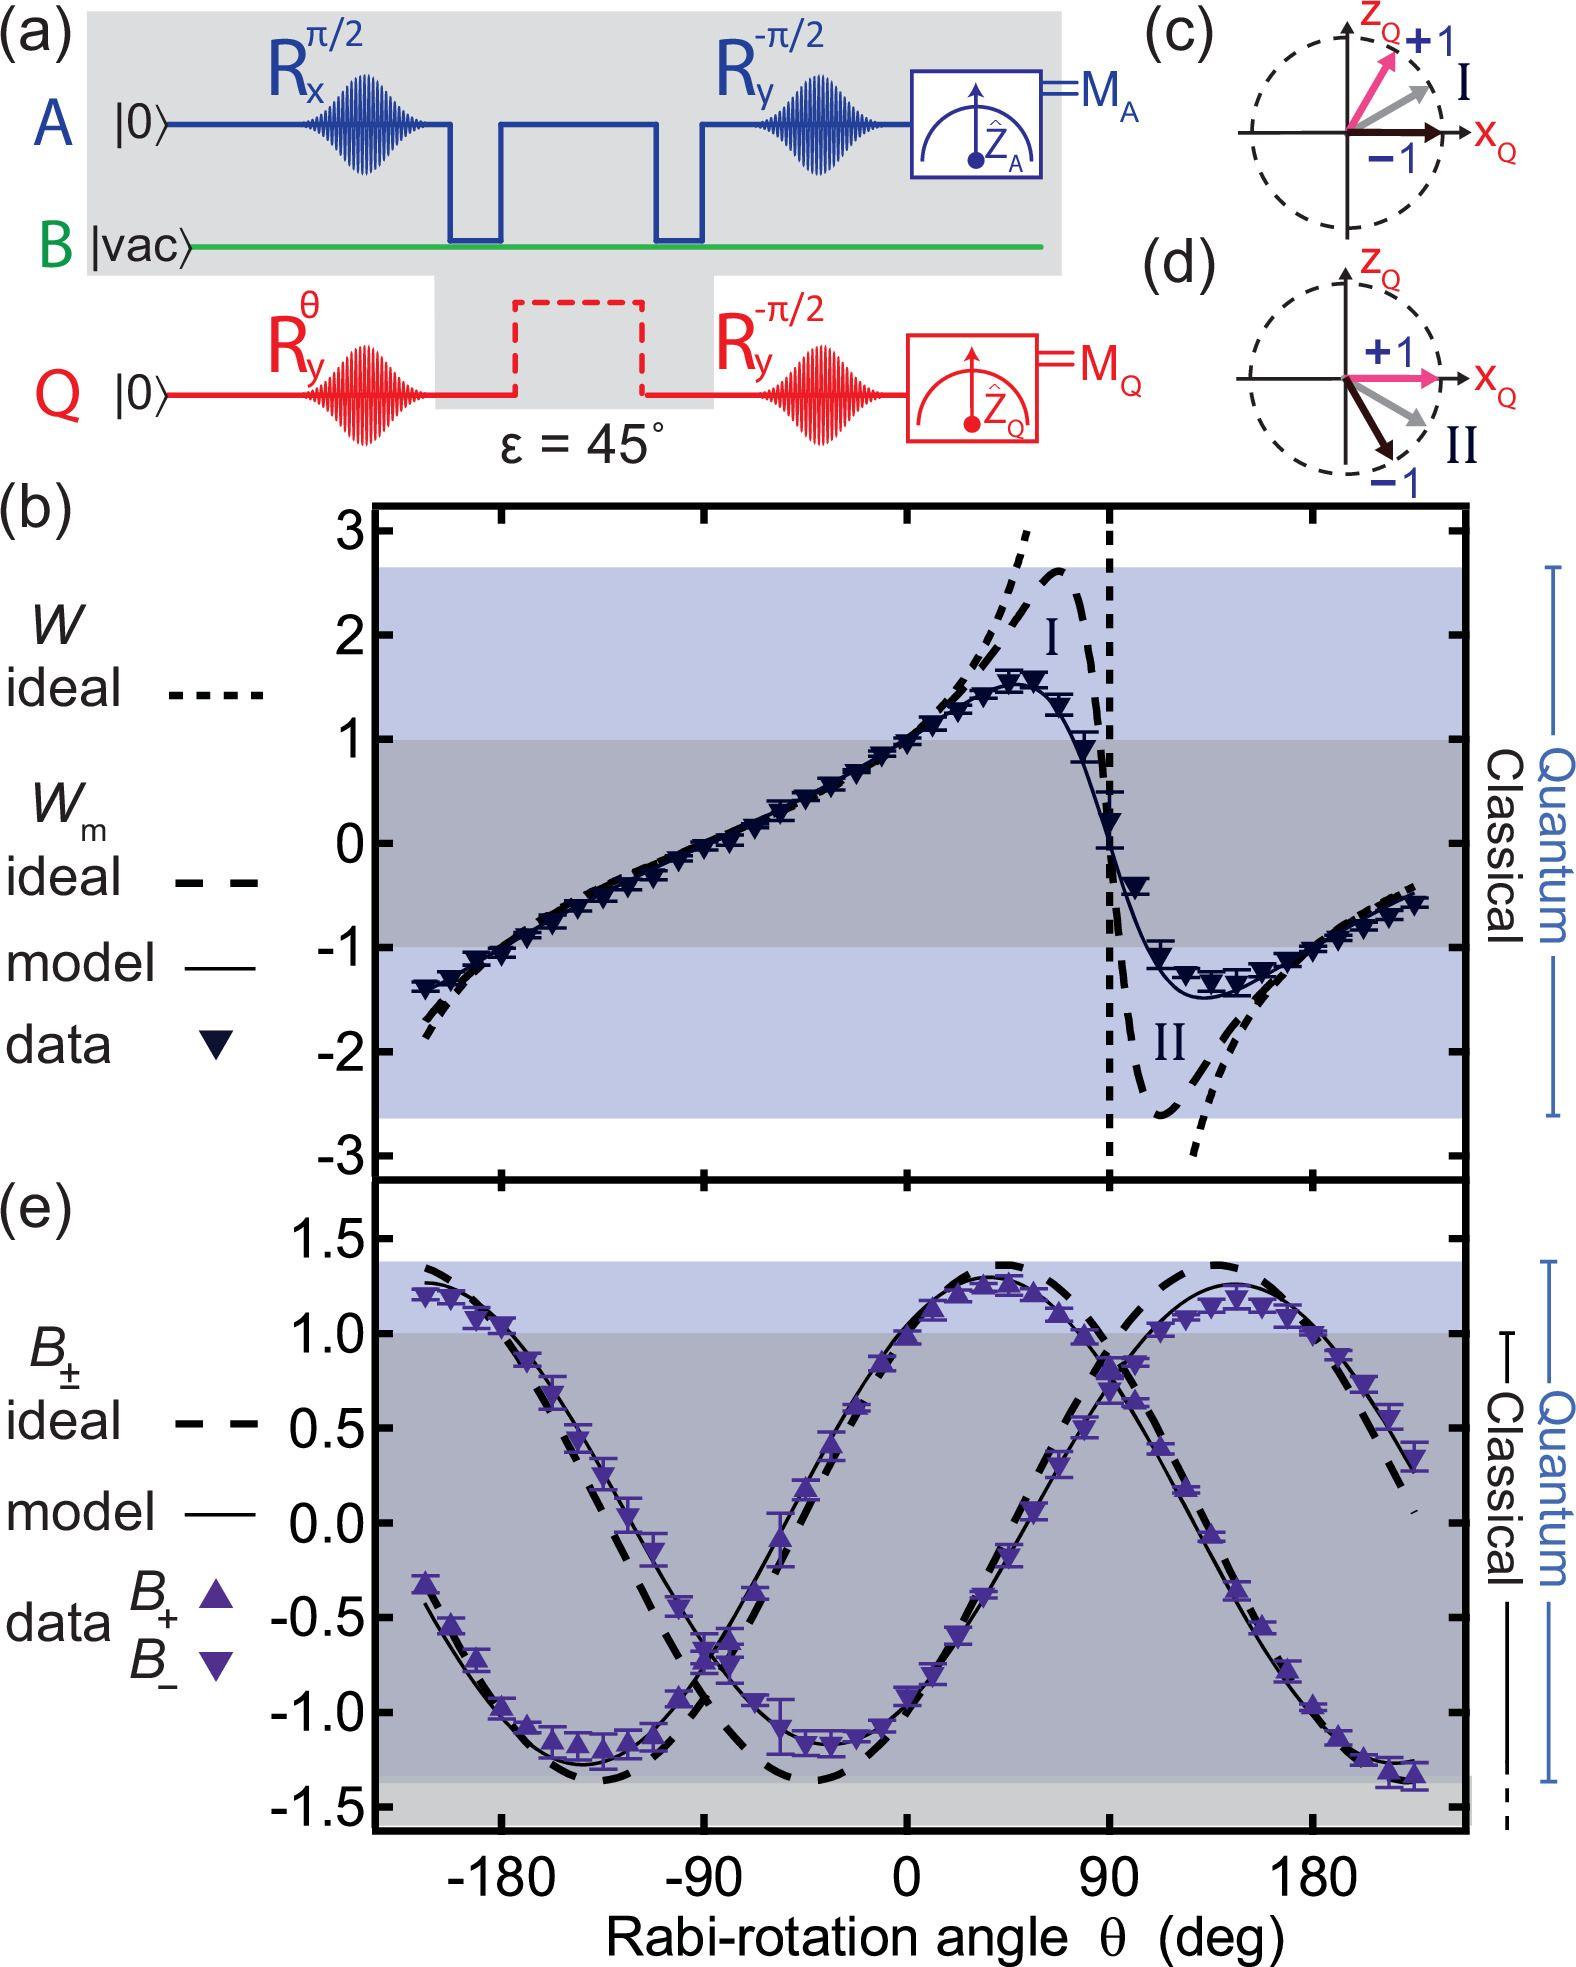 (a)
R_x^{π/2}
R_y^{-π/2}
A |0⟩
Ẑ_A
M_A
B |vac⟩
R_y^θ
R_y^{-π/2}
Q |0⟩
Ẑ_Q
M_Q
ε = 45°
(c)
z_Q
+1
I
x_Q
−1
(d)
z_Q
+1
x_Q
II
−1
(b)
W
ideal
W_m
ideal
model
data
3
2
1
0
-1
-2
-3
I
II
Classical
Quantum
(e)
B_±
ideal
model
data B_+
B_−
1.5
1.0
0.5
0.0
-0.5
-1.0
-1.5
Classical
Quantum
-180 -90 0 90 180
Rabi-rotation angle θ (deg)